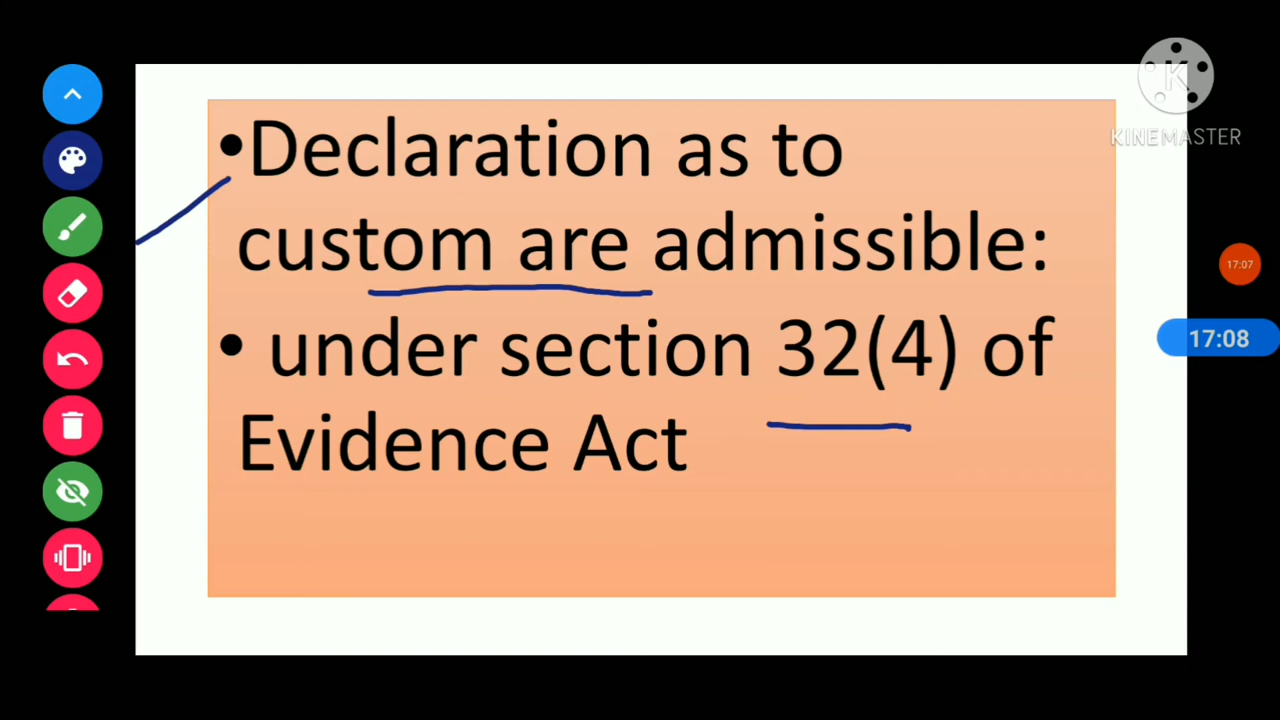 •Declaration as to
custom are admissible:
• under section 32(4) of
Evidence Act
KINEMASTER
17:07
17:08